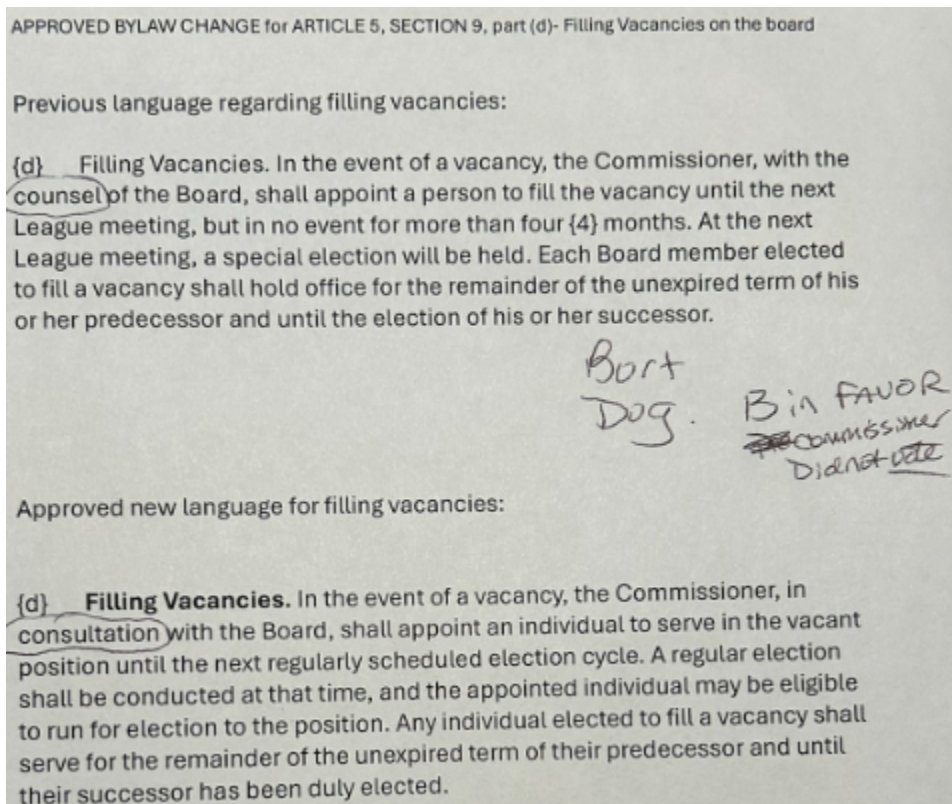 APPROVED BYLAW CHANGE for ARTICLE 5, SECTION 9, part (d)- Filling Vacancies on the board
Previous language regarding filling vacancies:
{d} Filling Vacancies. In the event of a vacancy, the Commissioner, with the
counsel of the Board, shall appoint a person to fill the vacancy until the next
League meeting, but in no event for more than four {4} months. At the next
League meeting, a special election will be held. Each Board member elected
to fill a vacancy shall hold office for the remainder of the unexpired term of his
or her predecessor and until the election of his or her successor.
Bort
Dog.
B in FAVOR
Commissioner
Did not vote
Approved new language for filling vacancies:
{d} Filling Vacancies. In the event of a vacancy, the Commissioner, in
consultation with the Board, shall appoint an individual to serve in the vacant
position until the next regularly scheduled election cycle. A regular election
shall be conducted at that time, and the appointed individual may be eligible
to run for election to the position. Any individual elected to fill a vacancy shall
serve for the remainder of the unexpired term of their predecessor and until
their successor has been duly elected.